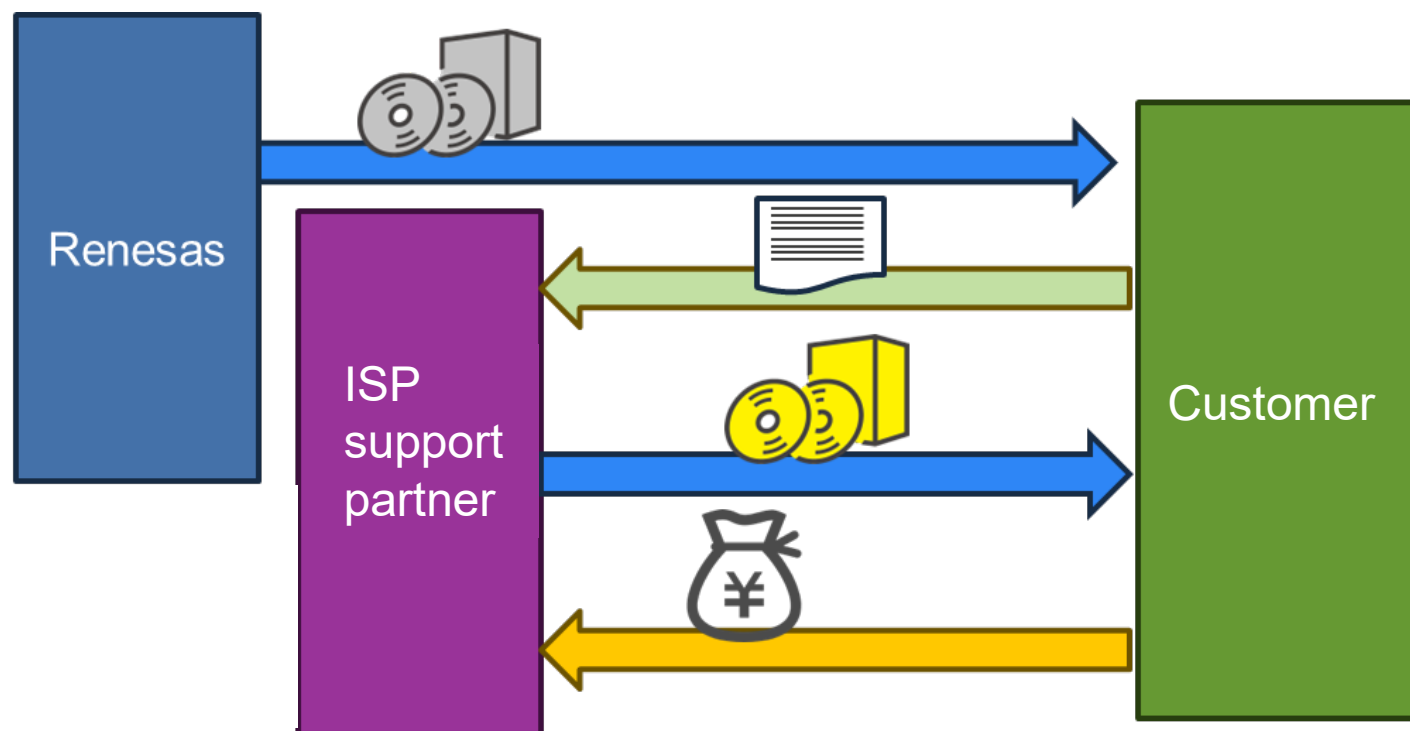 Renesas
ISP
support
partner
Customer
¥